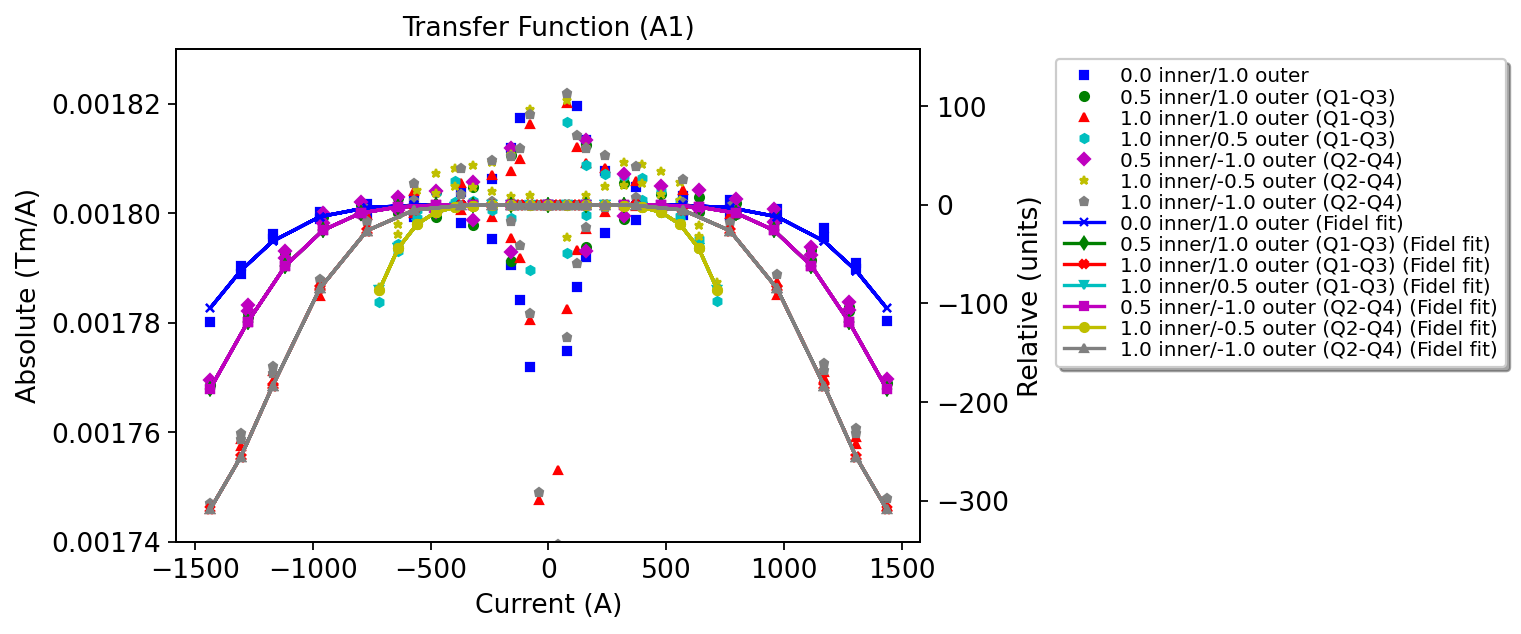 Transfer Function (A1)
Absolute (Tm/A)
0.00182
0.00180
0.00178
0.00176
0.00174
−1500
−1000
−500
0
500
1000
1500
Current (A)
100
0
−100
−200
−300
Relative (units)
0.0 inner/1.0 outer
0.5 inner/1.0 outer (Q1-Q3)
1.0 inner/1.0 outer (Q1-Q3)
1.0 inner/0.5 outer (Q1-Q3)
0.5 inner/-1.0 outer (Q2-Q4)
1.0 inner/-0.5 outer (Q2-Q4)
1.0 inner/-1.0 outer (Q2-Q4)
0.0 inner/1.0 outer (Fidel fit)
0.5 inner/1.0 outer (Q1-Q3) (Fidel fit)
1.0 inner/1.0 outer (Q1-Q3) (Fidel fit)
1.0 inner/0.5 outer (Q1-Q3) (Fidel fit)
0.5 inner/-1.0 outer (Q2-Q4) (Fidel fit)
1.0 inner/-0.5 outer (Q2-Q4) (Fidel fit)
1.0 inner/-1.0 outer (Q2-Q4) (Fidel fit)